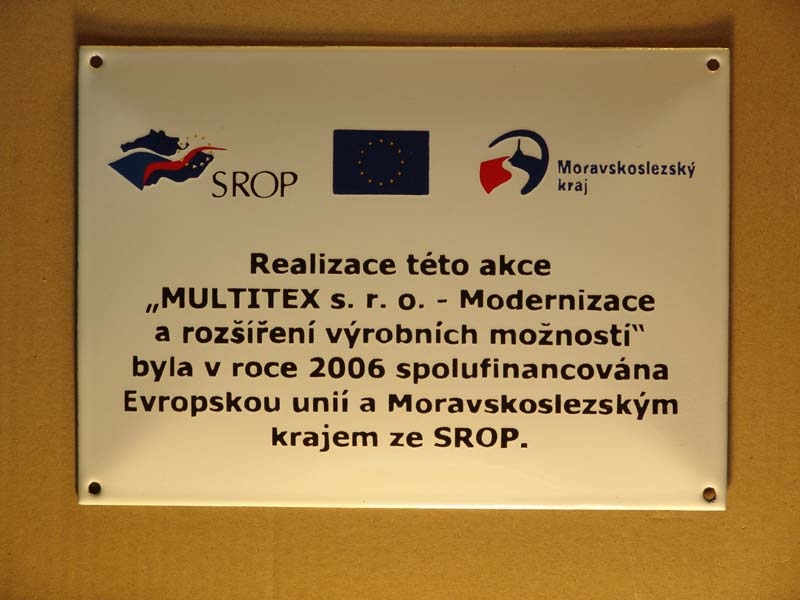 SROP
Moravskoslezský
kraj
Realizace této akce
„MULTITEX s. r. o. - Modernizace
a rozšíření výrobních možností“
byla v roce 2006 spolufinancována
Evropskou unií a Moravskoslezským
krajem ze SROP.